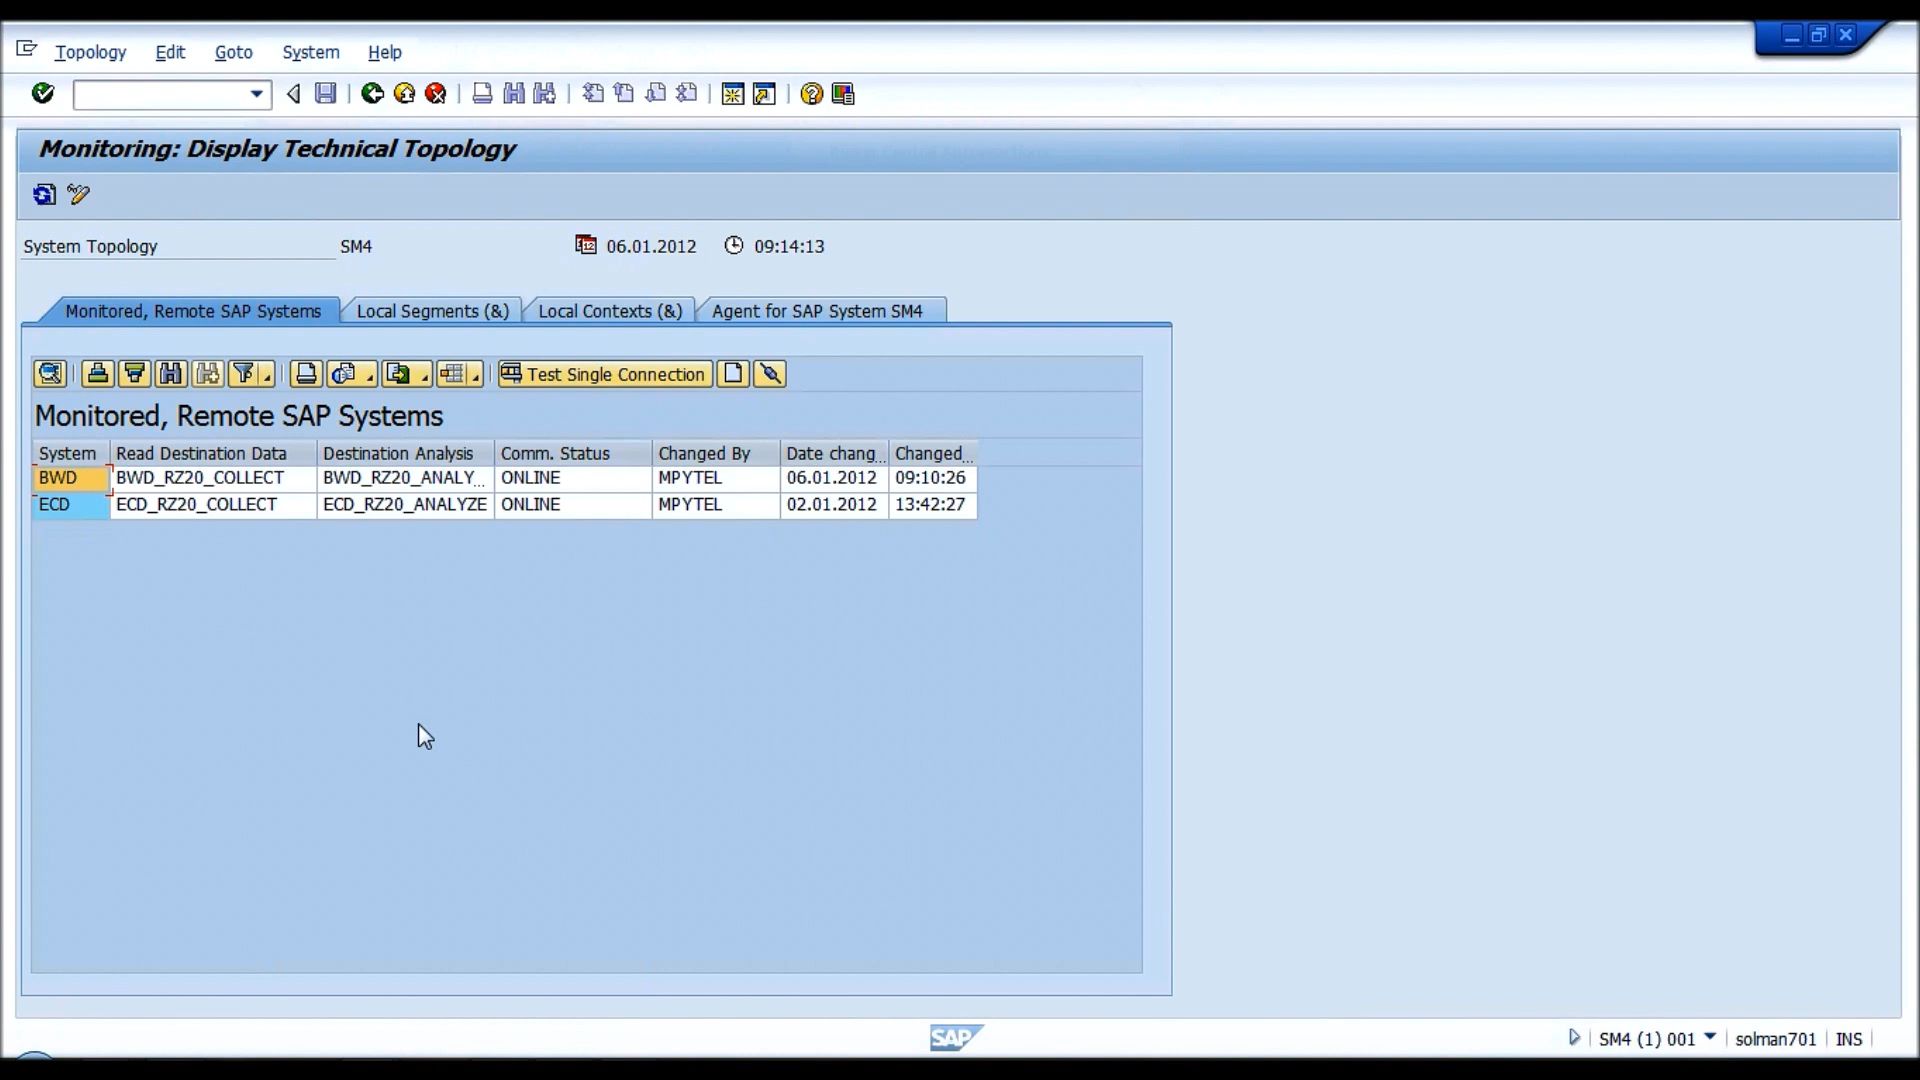 Topology Edit Goto System Help
Monitoring: Display Technical Topology
System Topology SM4 12 06.01.2012 09:14:13
Monitored, Remote SAP Systems Local Segments (&) Local Contexts (&) Agent for SAP System SM4
Test Single Connection
Monitored, Remote SAP Systems
System Read Destination Data Destination Analysis Comm. Status Changed By Date chang... Changed...
BWD BWD_RZ20_COLLECT BWD_RZ20_ANALY... ONLINE MPYTEL 06.01.2012 09:10:26
ECD ECD_RZ20_COLLECT ECD_RZ20_ANALYZE ONLINE MPYTEL 02.01.2012 13:42:27
SAP SM4 (1) 001 solman701 INS